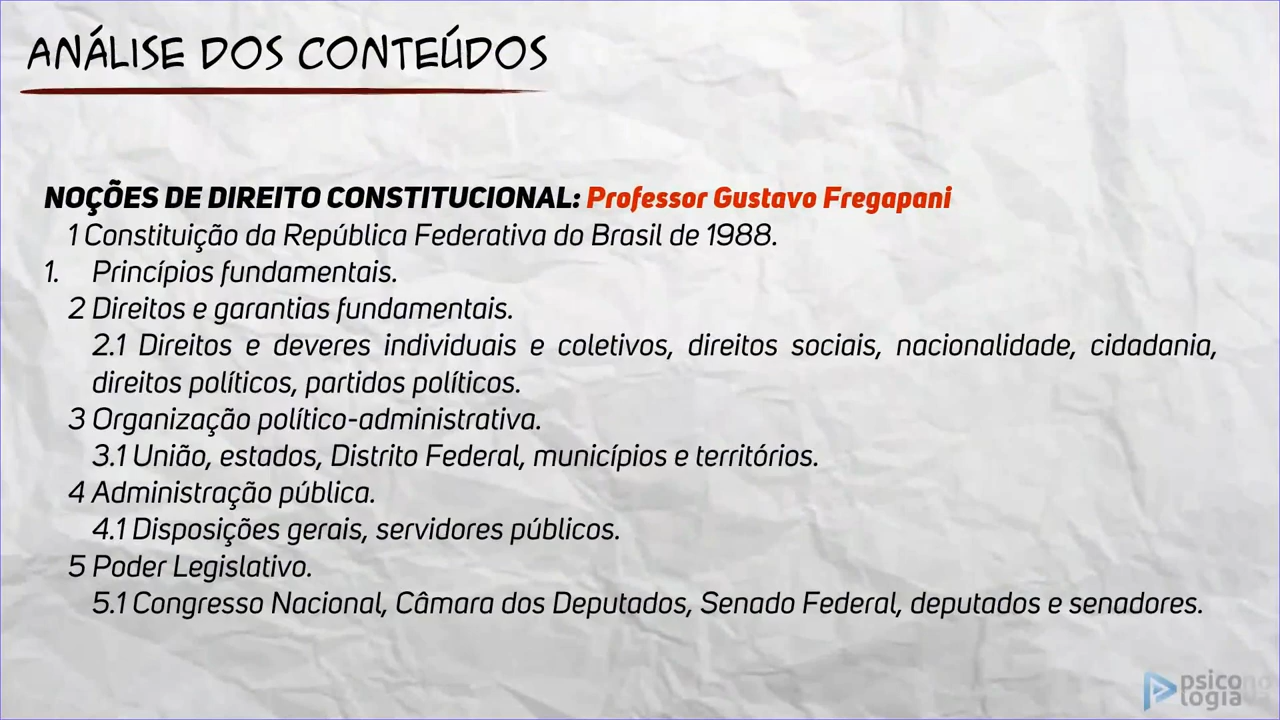 ANÁLISE DOS CONTEÚDOS
NOÇÕES DE DIREITO CONSTITUCIONAL: Professor Gustavo Fregapani
1 Constituição da República Federativa do Brasil de 1988.
1. Princípios fundamentais.
2 Direitos e garantias fundamentais.
2.1 Direitos e deveres individuais e coletivos, direitos sociais, nacionalidade, cidadania,
direitos políticos, partidos políticos.
3 Organização político-administrativa.
3.1 União, estados, Distrito Federal, municípios e territórios.
4 Administração pública.
4.1 Disposições gerais, servidores públicos.
5 Poder Legislativo.
5.1 Congresso Nacional, Câmara dos Deputados, Senado Federal, deputados e senadores.
psico
logia